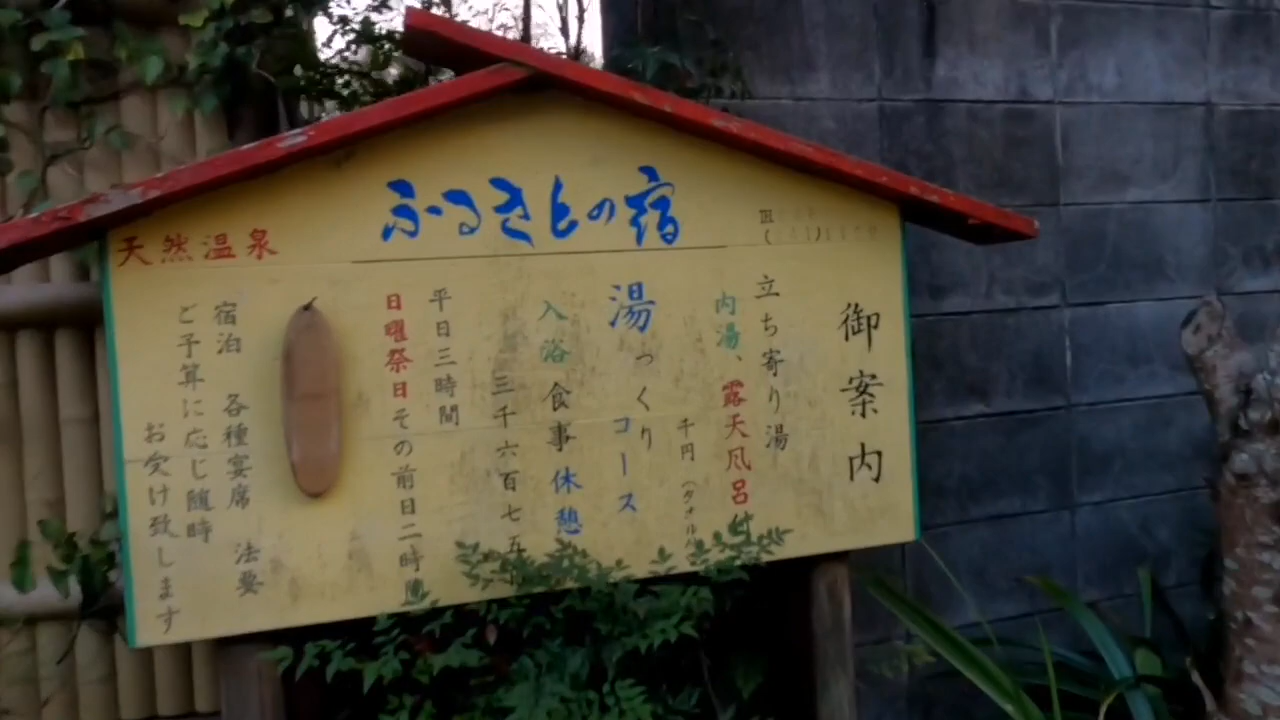 天然温泉
ふるさとの宿
御案内
立ち寄り湯
内湯、露天風呂付
千円（タオル
湯っくりコース
入浴 食事 休憩
三千六百七五
平日三時間
日曜祭日その前日二時間
宿泊 各種宴席 法要
ご予算に応じ随時
お受け致します